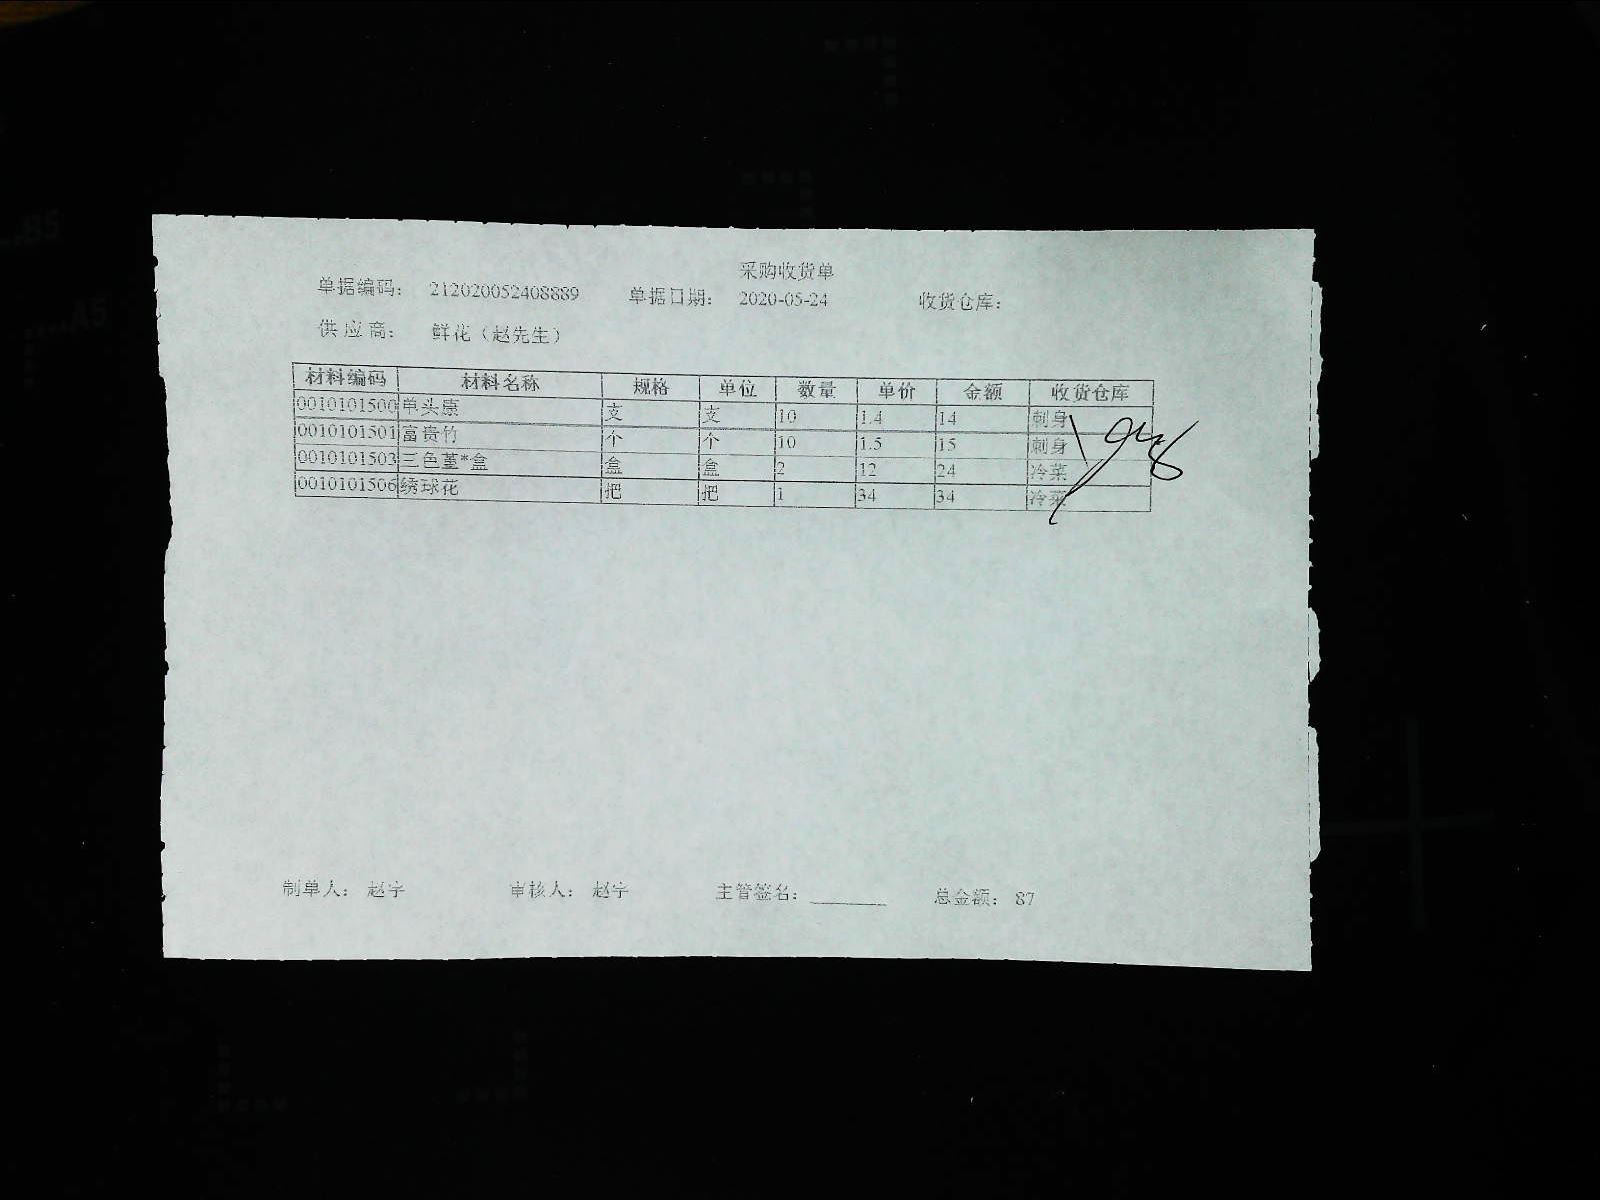 采购收货单
单据编码： 212020052408889 单据日期： 2020-05-24 收货仓库：
供 应 商： 鲜花（赵先生）
材料编码 材料名称 规格 单位 数量 单价 金额 收货仓库
0010101500 单头康 支 支 10 1.4 14 刺身
0010101501 富贵竹 个 个 10 1.5 15 刺身
0010101503 三色堇*盒 盒 盒 2 12 24 冷菜
0010101506 绣球花 把 把 1 34 34 冷菜
制单人： 赵宇 审核人： 赵宇 主管签名： 总金额： 87